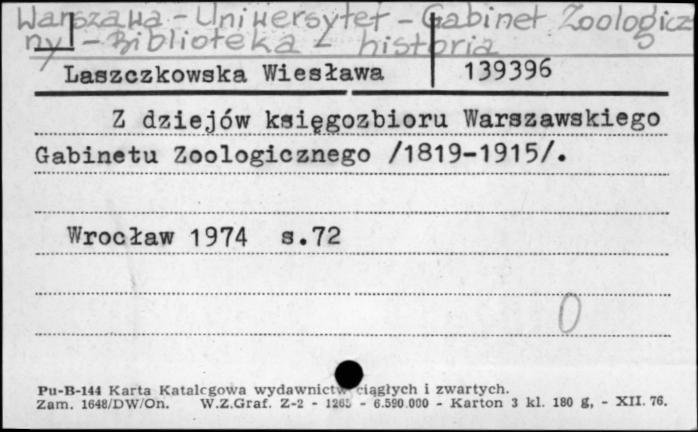 Warszawa - Uniwersytet - Gabinet Zoologicz
ny - Biblioteka - historia
Laszczkowska Wiesława 139396
Z dziejów księgozbioru Warszawskiego
Gabinetu Zoologicznego /1819-1915/.
Wrocław 1974 s.72
0
Pu-B-144 Karta Katalogowa wydawnictw ciągłych i zwartych.
Zam. 1648/DW/On. W.Z.Graf. Z-2 - 1265 - 6.590.000 - Karton 3 kl. 180 g, - XII. 76.